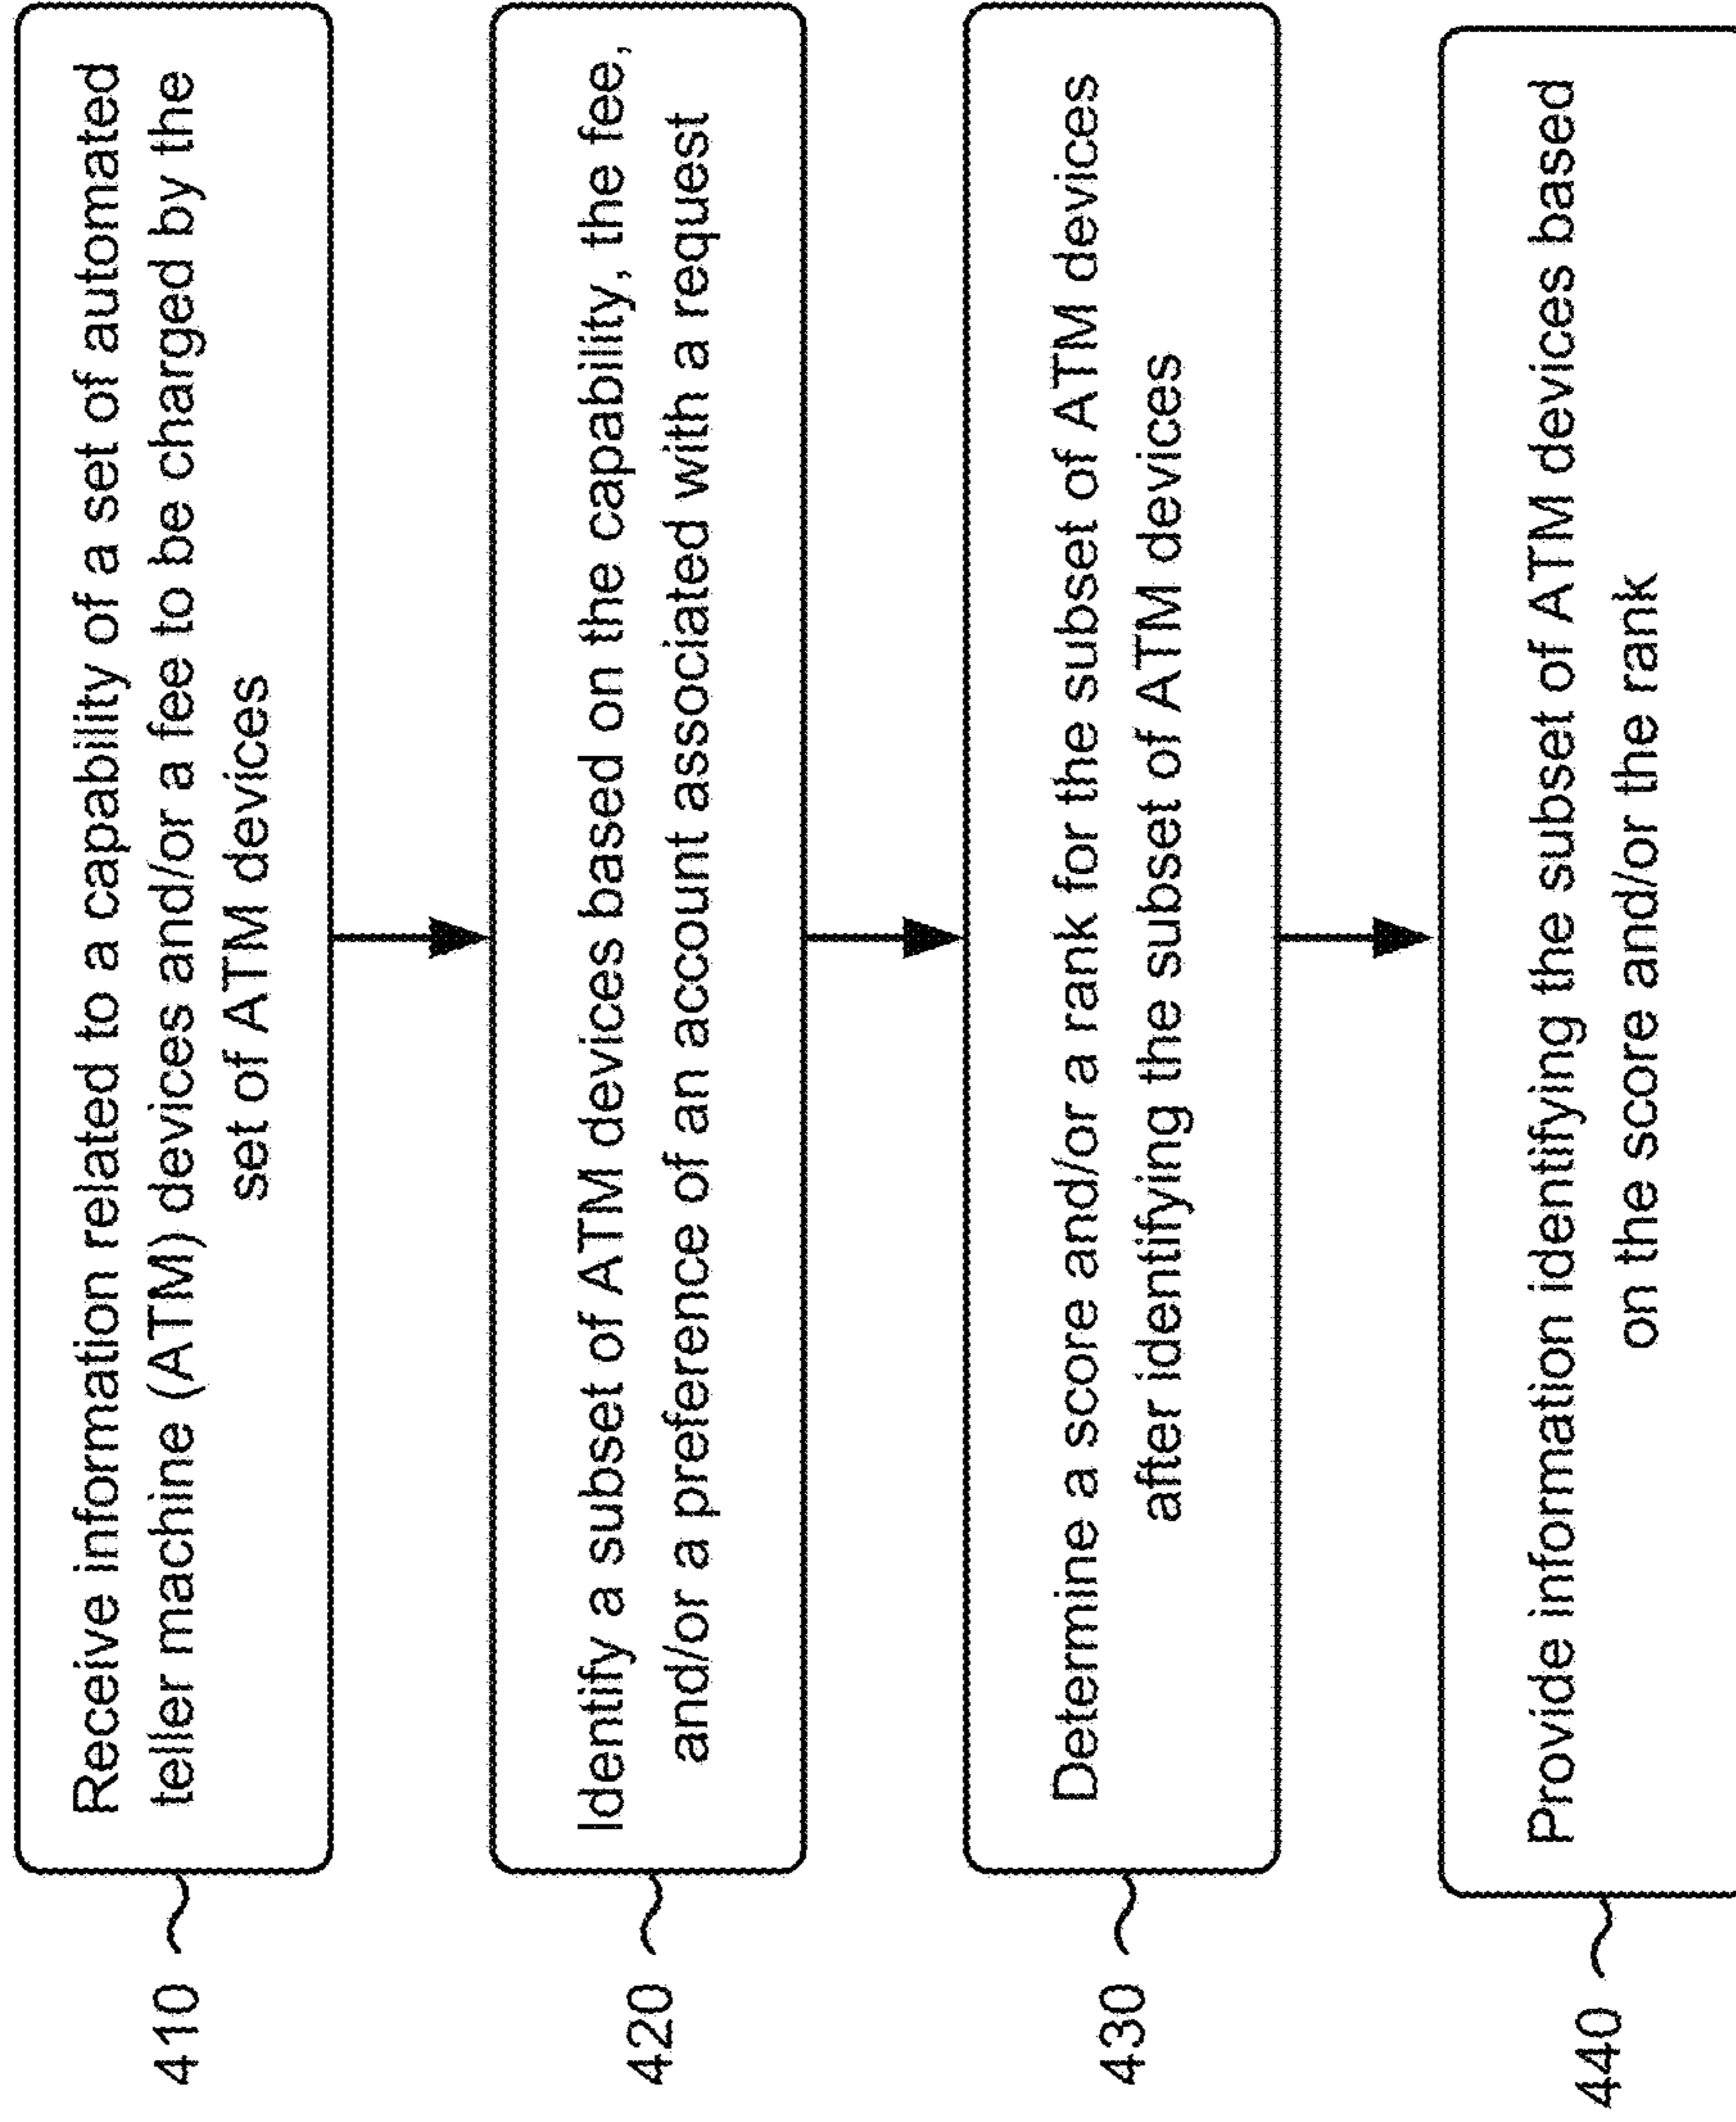 410
Receive information related to a capability of a set of automated
teller machine (ATM) devices and/or a fee to be charged by the
set of ATM devices
420
Identify a subset of ATM devices based on the capability, the fee,
and/or a preference of an account associated with a request
430
Determine a score and/or a rank for the subset of ATM devices
after identifying the subset of ATM devices
440
Provide information identifying the subset of ATM devices based
on the score and/or the rank